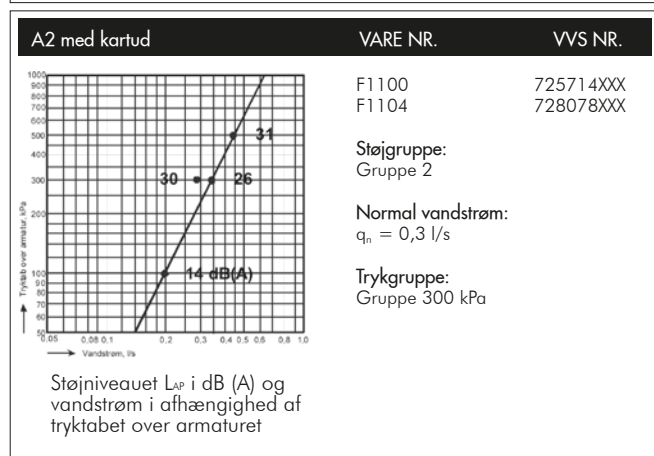 A2 med kartud
VARE NR.
VVS NR.
1000
900
800
700
600
500
400
300
200
100
90
80
70
60
50
Tryktab over armatur, kPa
31
30
26
14 dB(A)
0.05 0,08 0,1 0,2 0,3 0,4 0,5 0,6 0,8 1,0
Vandstrøm, l/s
Støjniveauet LAP i dB (A) og
vandstrøm i afhængighed af
tryktabet over armaturet
F1100 725714XXX
F1104 728078XXX
Støjgruppe:
Gruppe 2
Normal vandstrøm:
qn = 0,3 l/s
Trykgruppe:
Gruppe 300 kPa